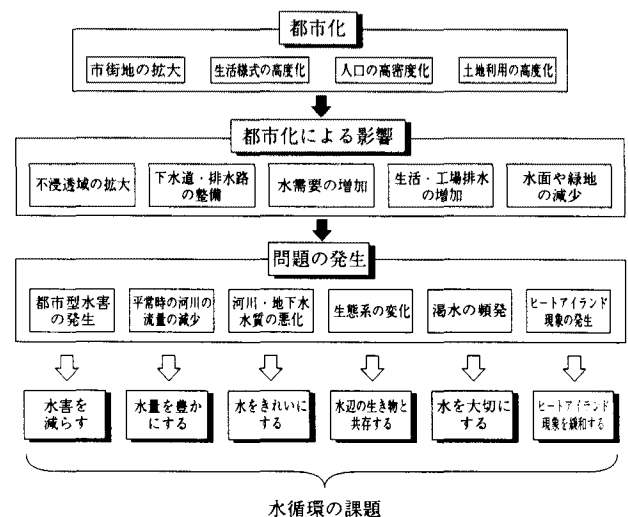 都市化
市街地の拡大
生活様式の高度化
人口の高密度化
土地利用の高度化
都市化による影響
不浸透域の拡大
下水道・排水路
の整備
水需要の増加
生活・工場排水
の増加
水面や緑地
の減少
問題の発生
都市型水害
の発生
平常時の河川の
流量の減少
河川・地下水
水質の悪化
生態系の変化
渇水の頻発
ヒートアイランド
現象の発生
水害を
減らす
水量を豊か
にする
水をきれいに
する
水辺の生き物と
共存する
水を大切に
する
ヒートアイランド
現象を緩和する
水循環の課題